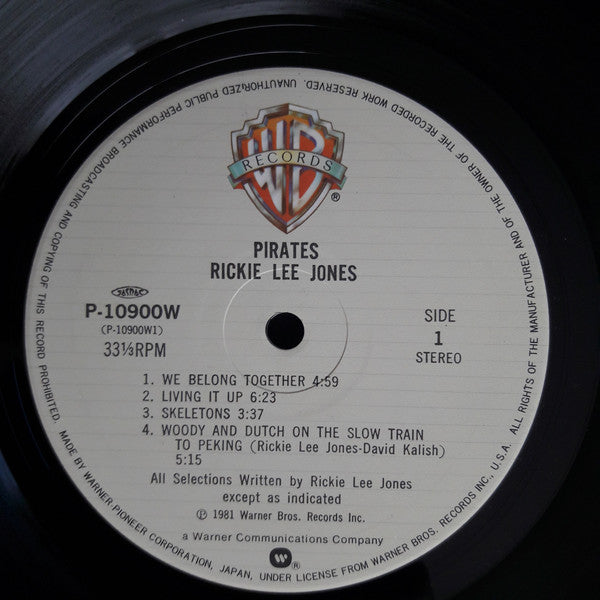 WB
RECORDS
®
PIRATES
RICKIE LEE JONES
P-10900W
(P-10900W1)
33⅓RPM
SIDE
1
STEREO
1. WE BELONG TOGETHER 4:59
2. LIVING IT UP 6:23
3. SKELETONS 3:37
4. WOODY AND DUTCH ON THE SLOW TRAIN
TO PEKING (Rickie Lee Jones-David Kalish)
5:15
All Selections Written by Rickie Lee Jones
except as indicated
℗ 1981 Warner Bros. Records Inc.
a Warner Communications Company
®
MADE BY WARNER PIONEER CORPORATION, JAPAN, UNDER LICENSE FROM WARNER BROS. RECORDS INC., U.S.A. ALL RIGHTS OF THE MANUFACTURER AND OF THE OWNER OF THE RECORDED WORK RESERVED. UNAUTHORIZED PUBLIC PERFORMANCE BROADCASTING AND COPYING OF THIS RECORD PROHIBITED.